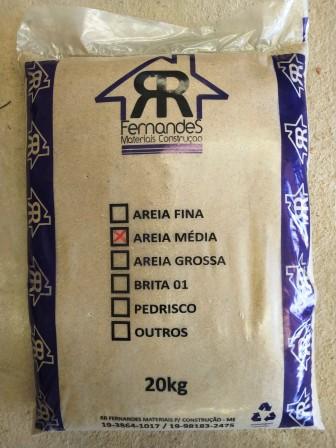 RR
Fernandes
Materiais Construção
AREIA FINA
AREIA MÉDIA
AREIA GROSSA
BRITA 01
PEDRISCO
OUTROS
20kg
RB FERNANDES MATERIAIS P/ CONSTRUÇÃO - ME
19-3864-1017 / 19-98183-2475